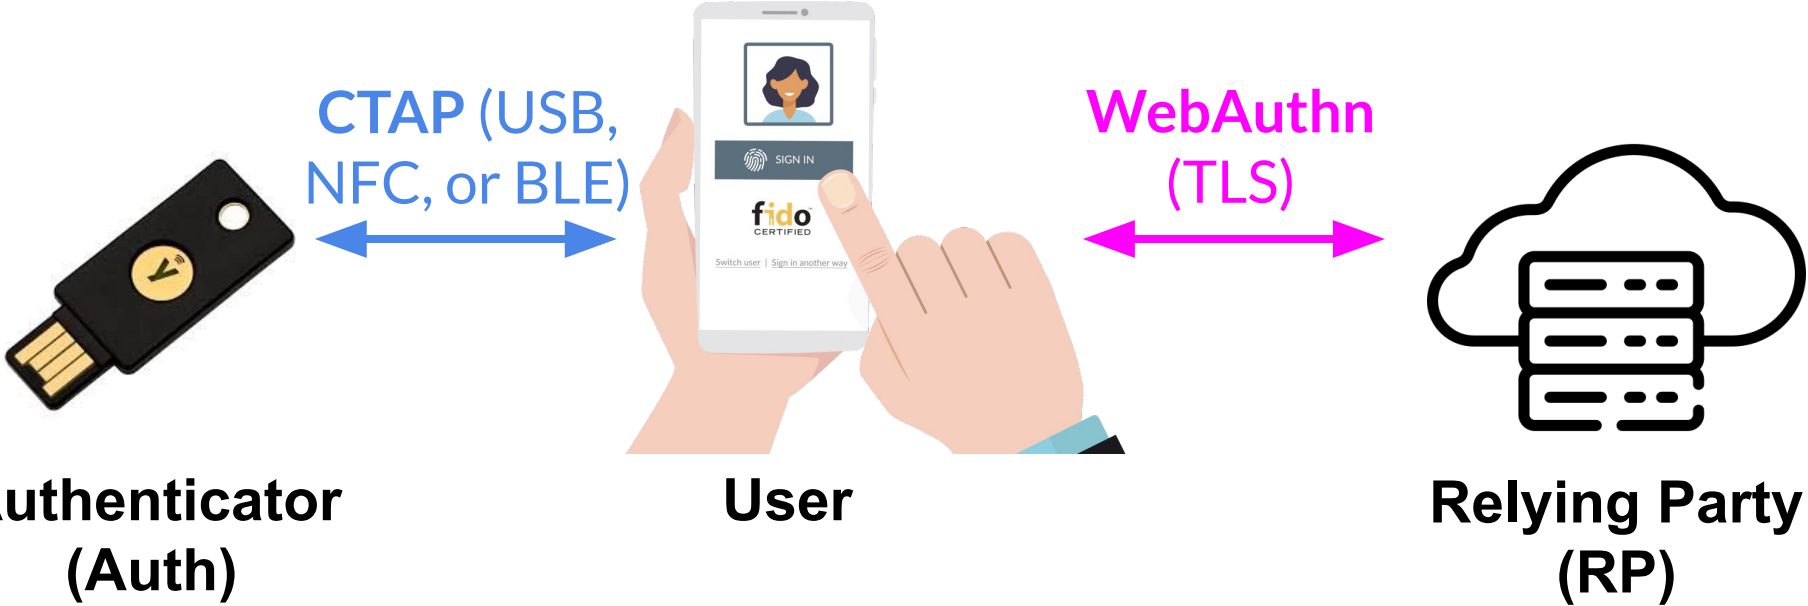 CTAP (USB,
NFC, or BLE)
WebAuthn
(TLS)
SIGN IN
fido™
CERTIFIED
Switch user | Sign in another way
uthenticator
(Auth)
User
Relying Party
(RP)